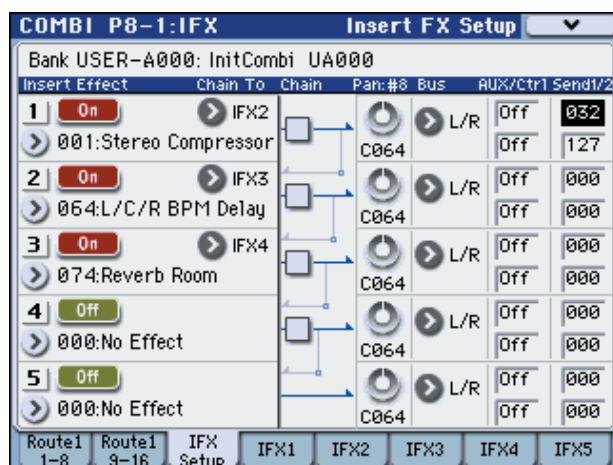 COMBI P8-1:IFX Insert FX Setup
Bank USER-A000: InitCombi UA000
Insert Effect Chain To Chain Pan:#8 Bus AUX/Ctrl Send1/2
1 On IFX2 L/R Off 032
001:Stereo Compressor C064 Off 127
2 On IFX3 L/R Off 000
064:L/C/R BPM Delay C064 Off 000
3 On IFX4 L/R Off 000
074:Reverb Room C064 Off 000
4 Off L/R Off 000
000:No Effect C064 Off 000
5 Off L/R Off 000
000:No Effect C064 Off 000
Route1 1-8 Route1 9-16 IFX Setup IFX1 IFX2 IFX3 IFX4 IFX5